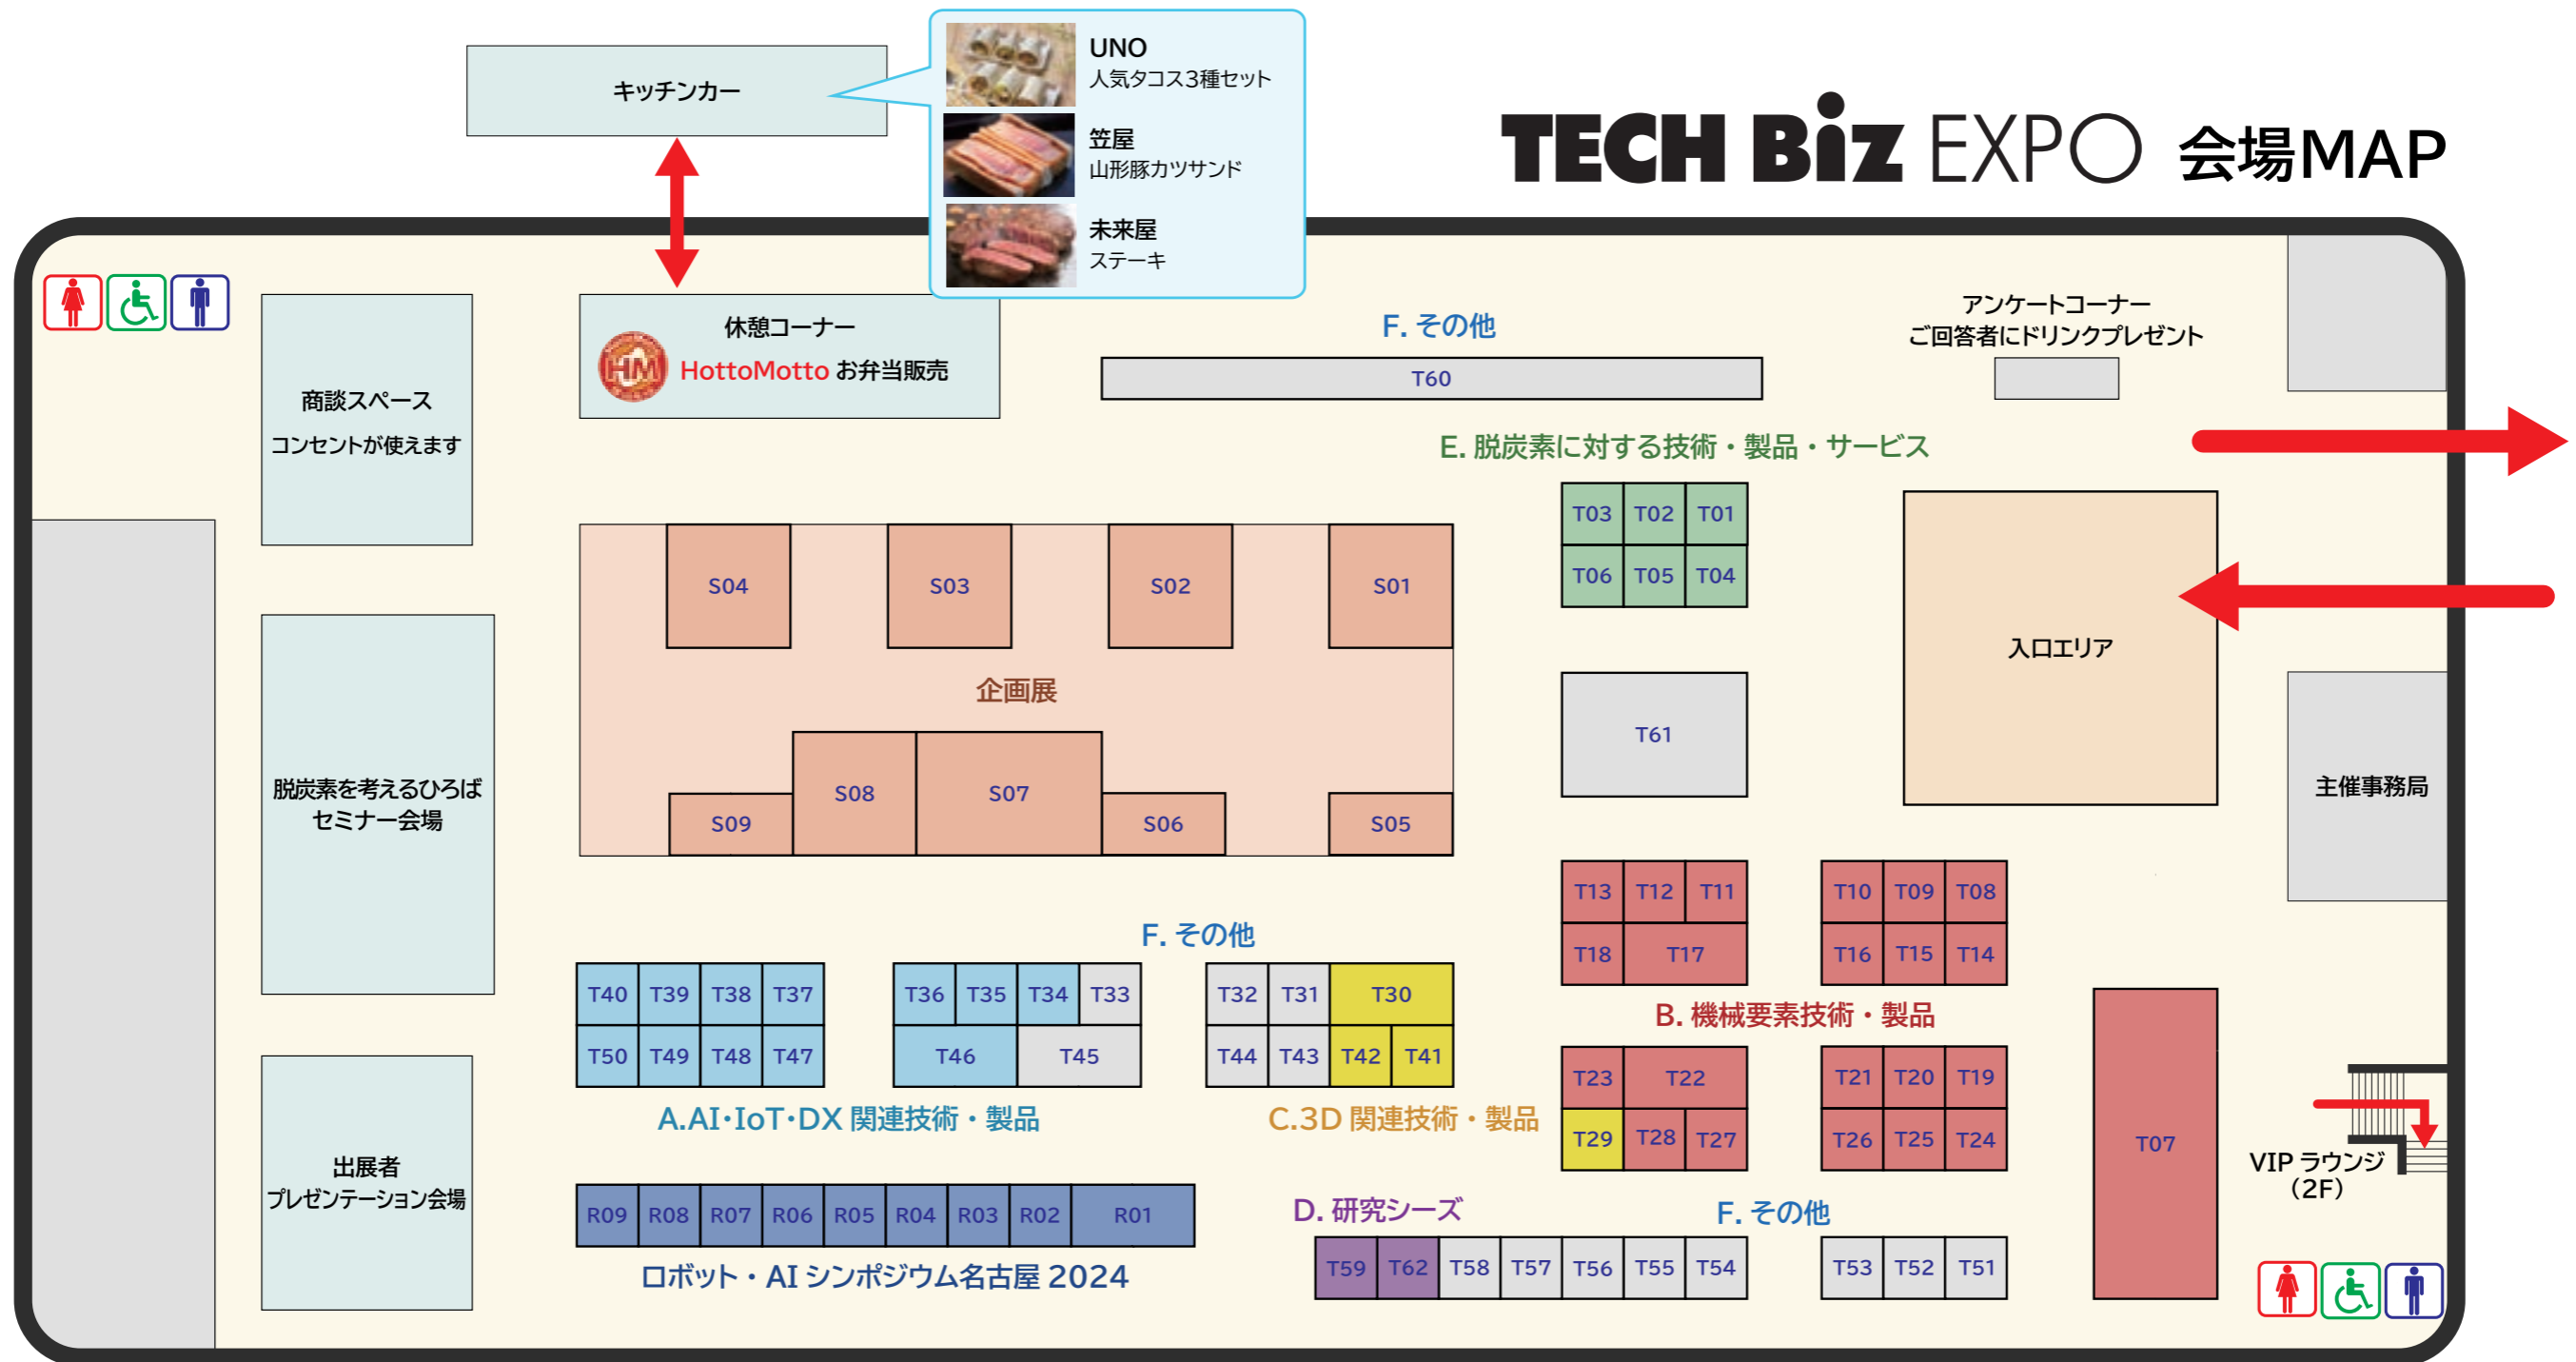 キッチンカー
UNO
人気タコス3種セット
笠屋
山形豚カツサンド
未来屋
ステーキ
TECH Biz EXPO 会場MAP
商談スペース
コンセントが使えます
休憩コーナー
HM
HottoMotto お弁当販売
F. その他
T60
アンケートコーナー
ご回答者にドリンクプレゼント
E. 脱炭素に対する技術・製品・サービス
T03 T02 T01
T06 T05 T04
S04 S03 S02 S01
企画展
S09 S08 S07 S06 S05
T61
入口エリア
主催事務局
脱炭素を考えるひろば
セミナー会場
T13 T12 T11 T10 T09 T08
T18 T17 T16 T15 T14
B. 機械要素技術・製品
F. その他
T40 T39 T38 T37 T36 T35 T34 T33 T32 T31 T30
T50 T49 T48 T47 T46 T45 T44 T43 T42 T41
A.AI・IoT・DX 関連技術・製品
C.3D 関連技術・製品
T23 T22 T21 T20 T19
T29 T28 T27 T26 T25 T24
T07
VIP ラウンジ
(2F)
出展者
プレゼンテーション会場
R09 R08 R07 R06 R05 R04 R03 R02 R01
ロボット・AI シンポジウム名古屋 2024
D. 研究シーズ
F. その他
T59 T62 T58 T57 T56 T55 T54 T53 T52 T51